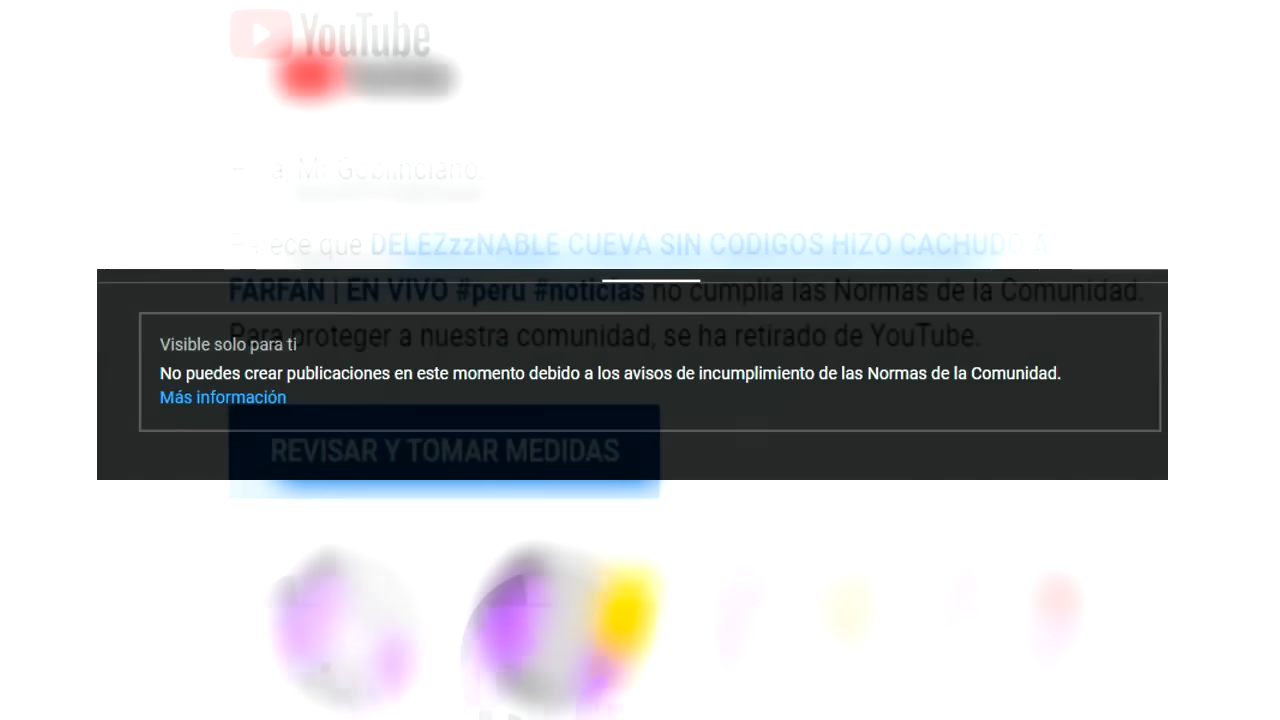 YouTube
Mr Goblinciano
que DELEZzzNABLE CUEVA SIN CODIGOS HIZO CACHUDO A
FARFAN | EN VIVO #peru #noticias no cumplía las Normas de la Comunidad.
Para proteger a nuestra comunidad, se ha retirado de YouTube.
Visible solo para ti
No puedes crear publicaciones en este momento debido a los avisos de incumplimiento de las Normas de la Comunidad.
Más información
REVISAR Y TOMAR MEDIDAS